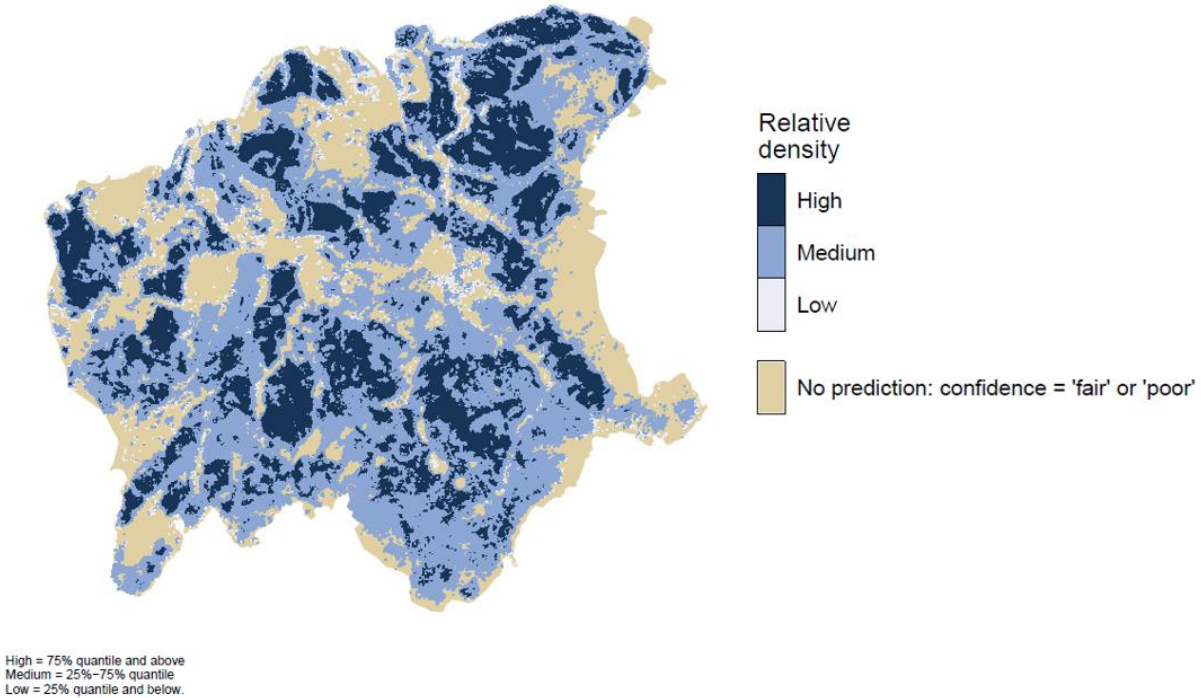 Relative
density
High
Medium
Low
No prediction: confidence = 'fair' or 'poor'
High = 75% quantile and above
Medium = 25%−75% quantile
Low = 25% quantile and below.